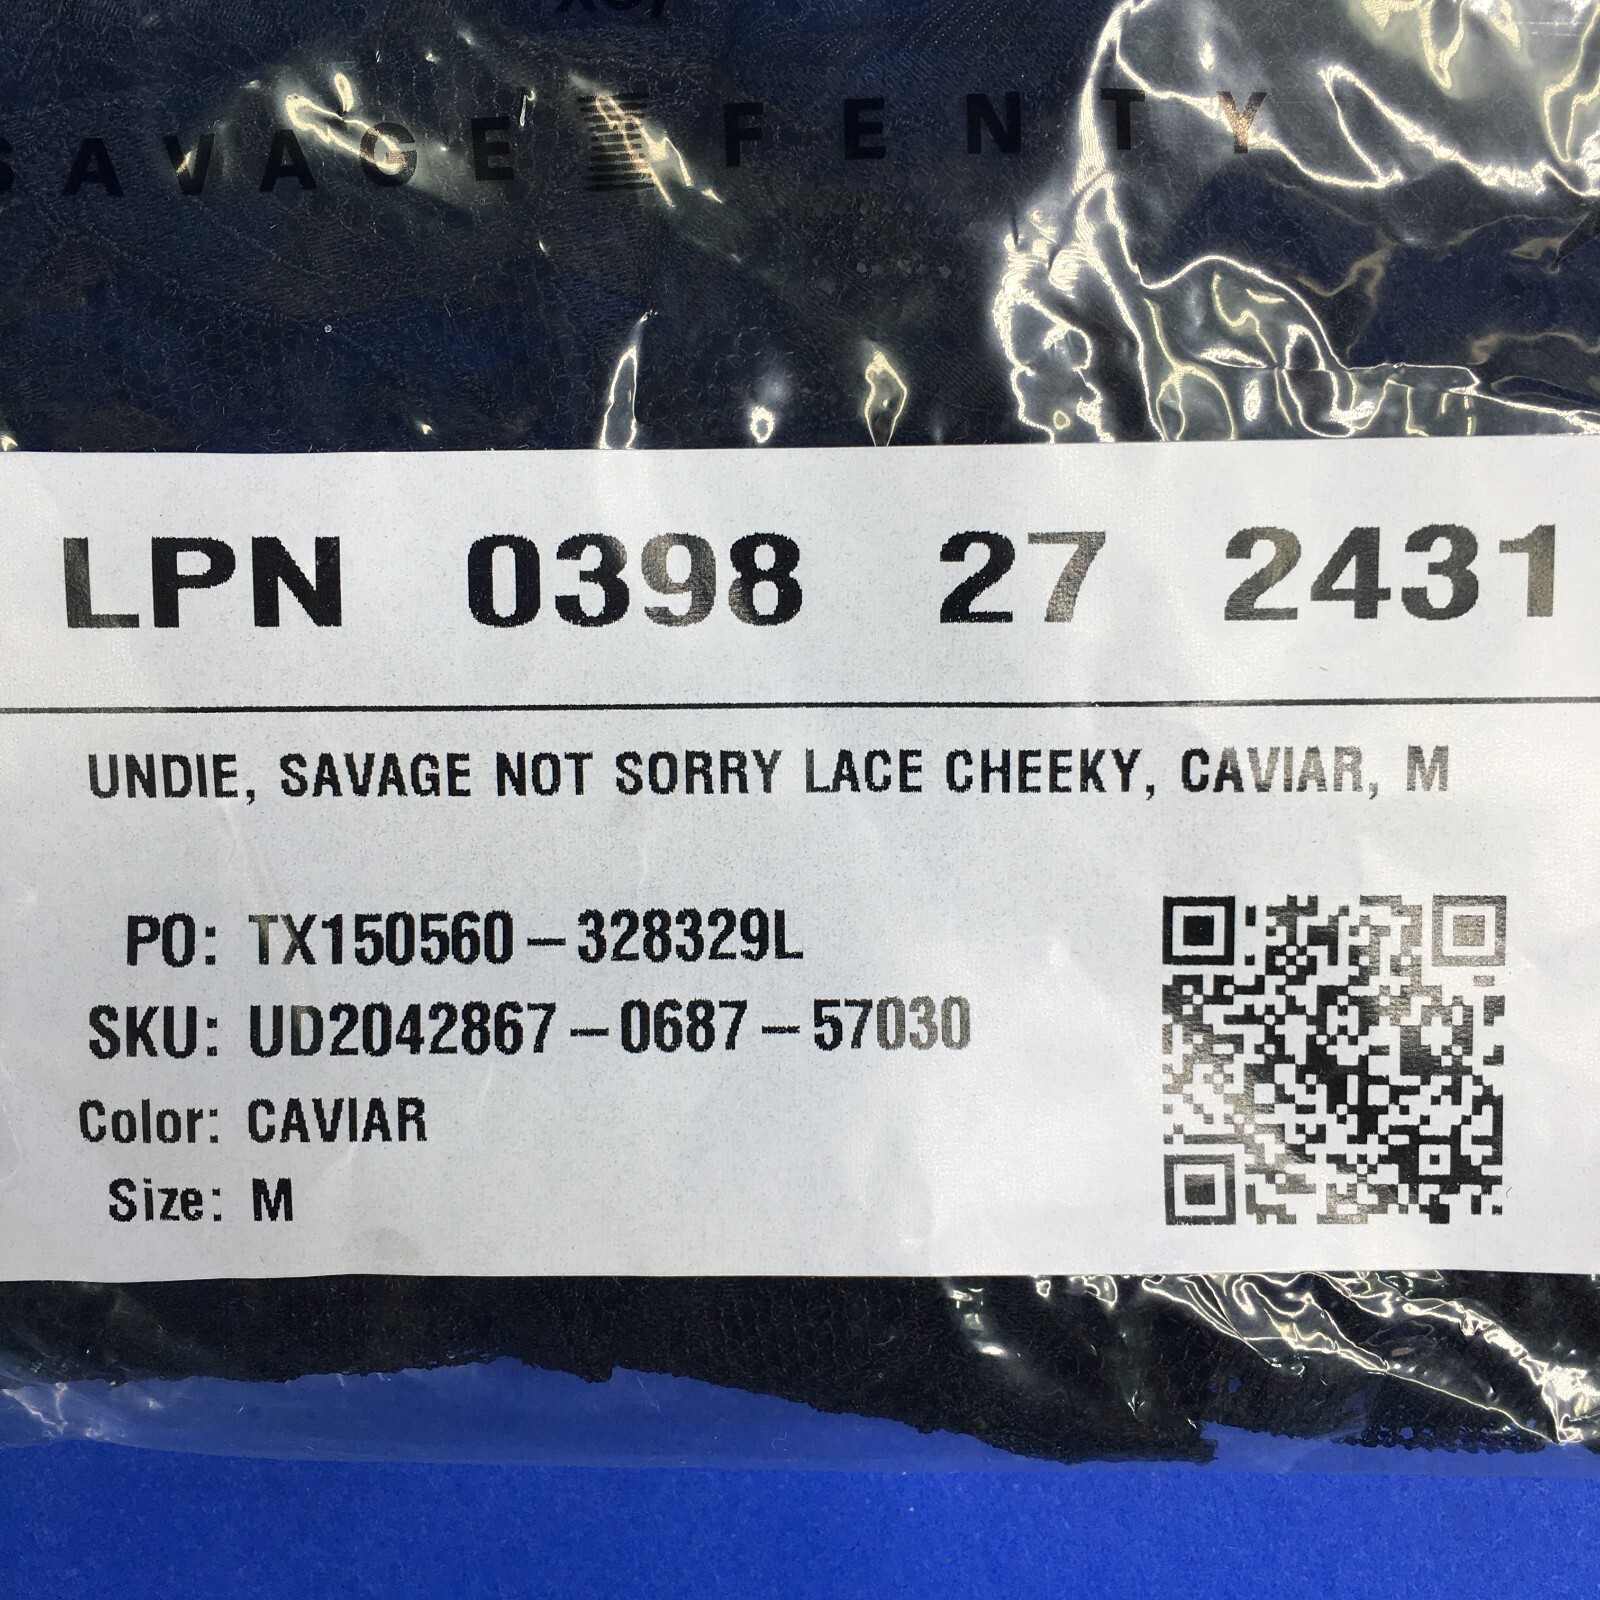 SAVAGE X FENTY
LPN 0398 27 2431
UNDIE, SAVAGE NOT SORRY LACE CHEEKY, CAVIAR, M
PO: TX150560-328329L
SKU: UD2042867-0687-57030
Color: CAVIAR
Size: M